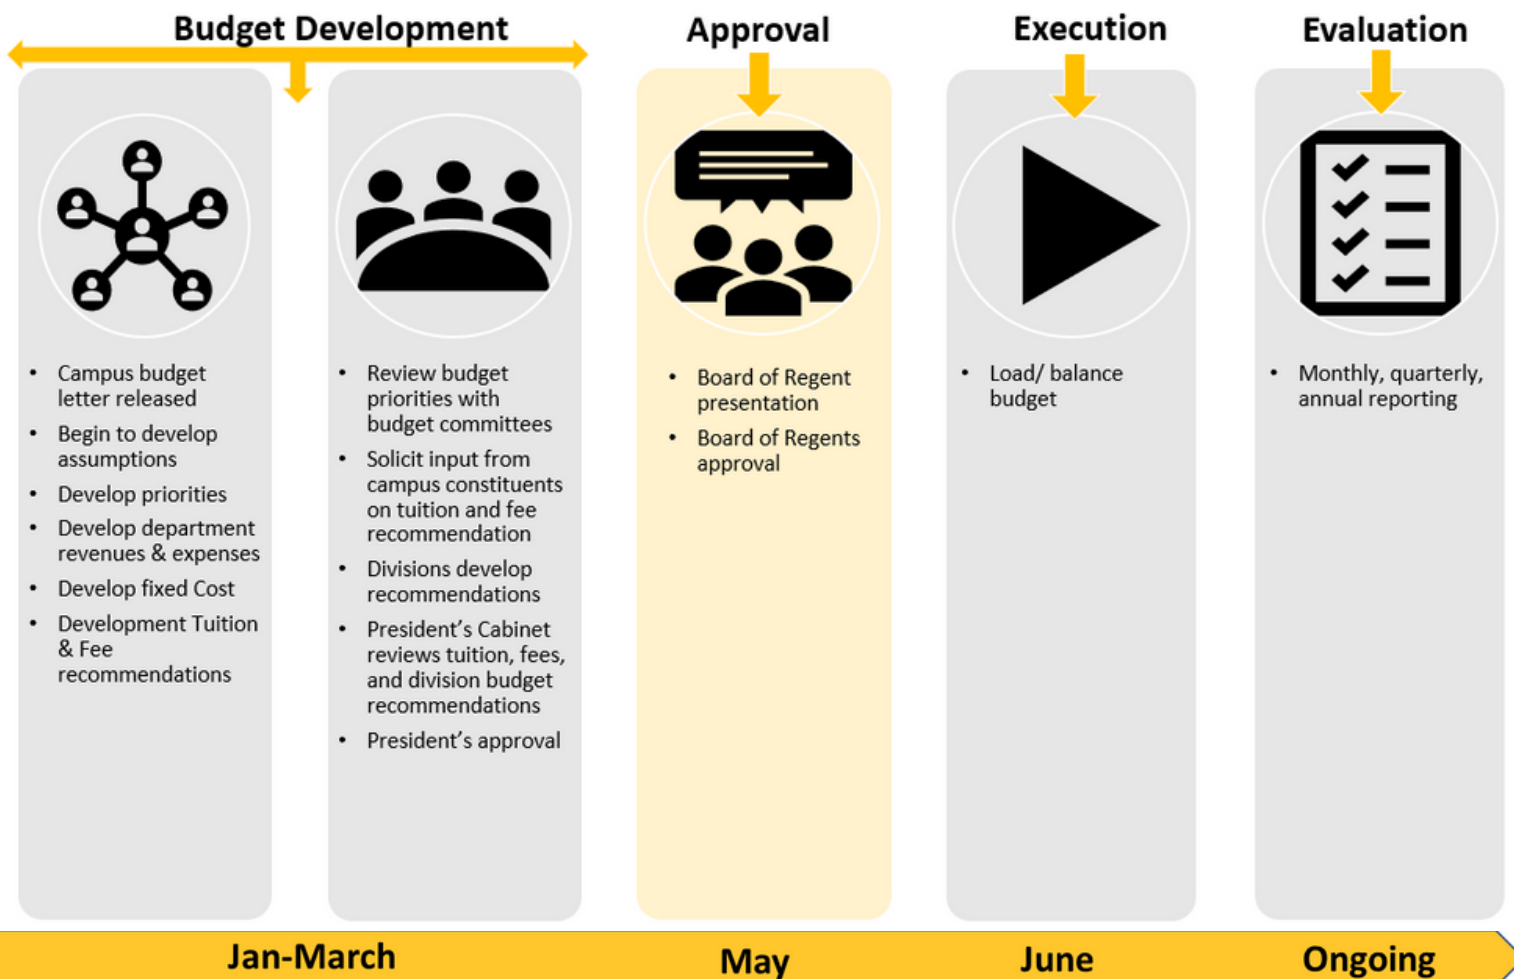 Budget Development
Approval
Execution
Evaluation
• Campus budget
letter released
• Begin to develop
assumptions
• Develop priorities
• Develop department
revenues & expenses
• Develop fixed Cost
• Development Tuition
& Fee
recommendations
• Review budget
priorities with
budget committees
• Solicit input from
campus constituents
on tuition and fee
recommendation
• Divisions develop
recommendations
• President’s Cabinet
reviews tuition, fees,
and division budget
recommendations
• President’s approval
• Board of Regent
presentation
• Board of Regents
approval
• Load/ balance
budget
• Monthly, quarterly,
annual reporting
Jan-March
May
June
Ongoing